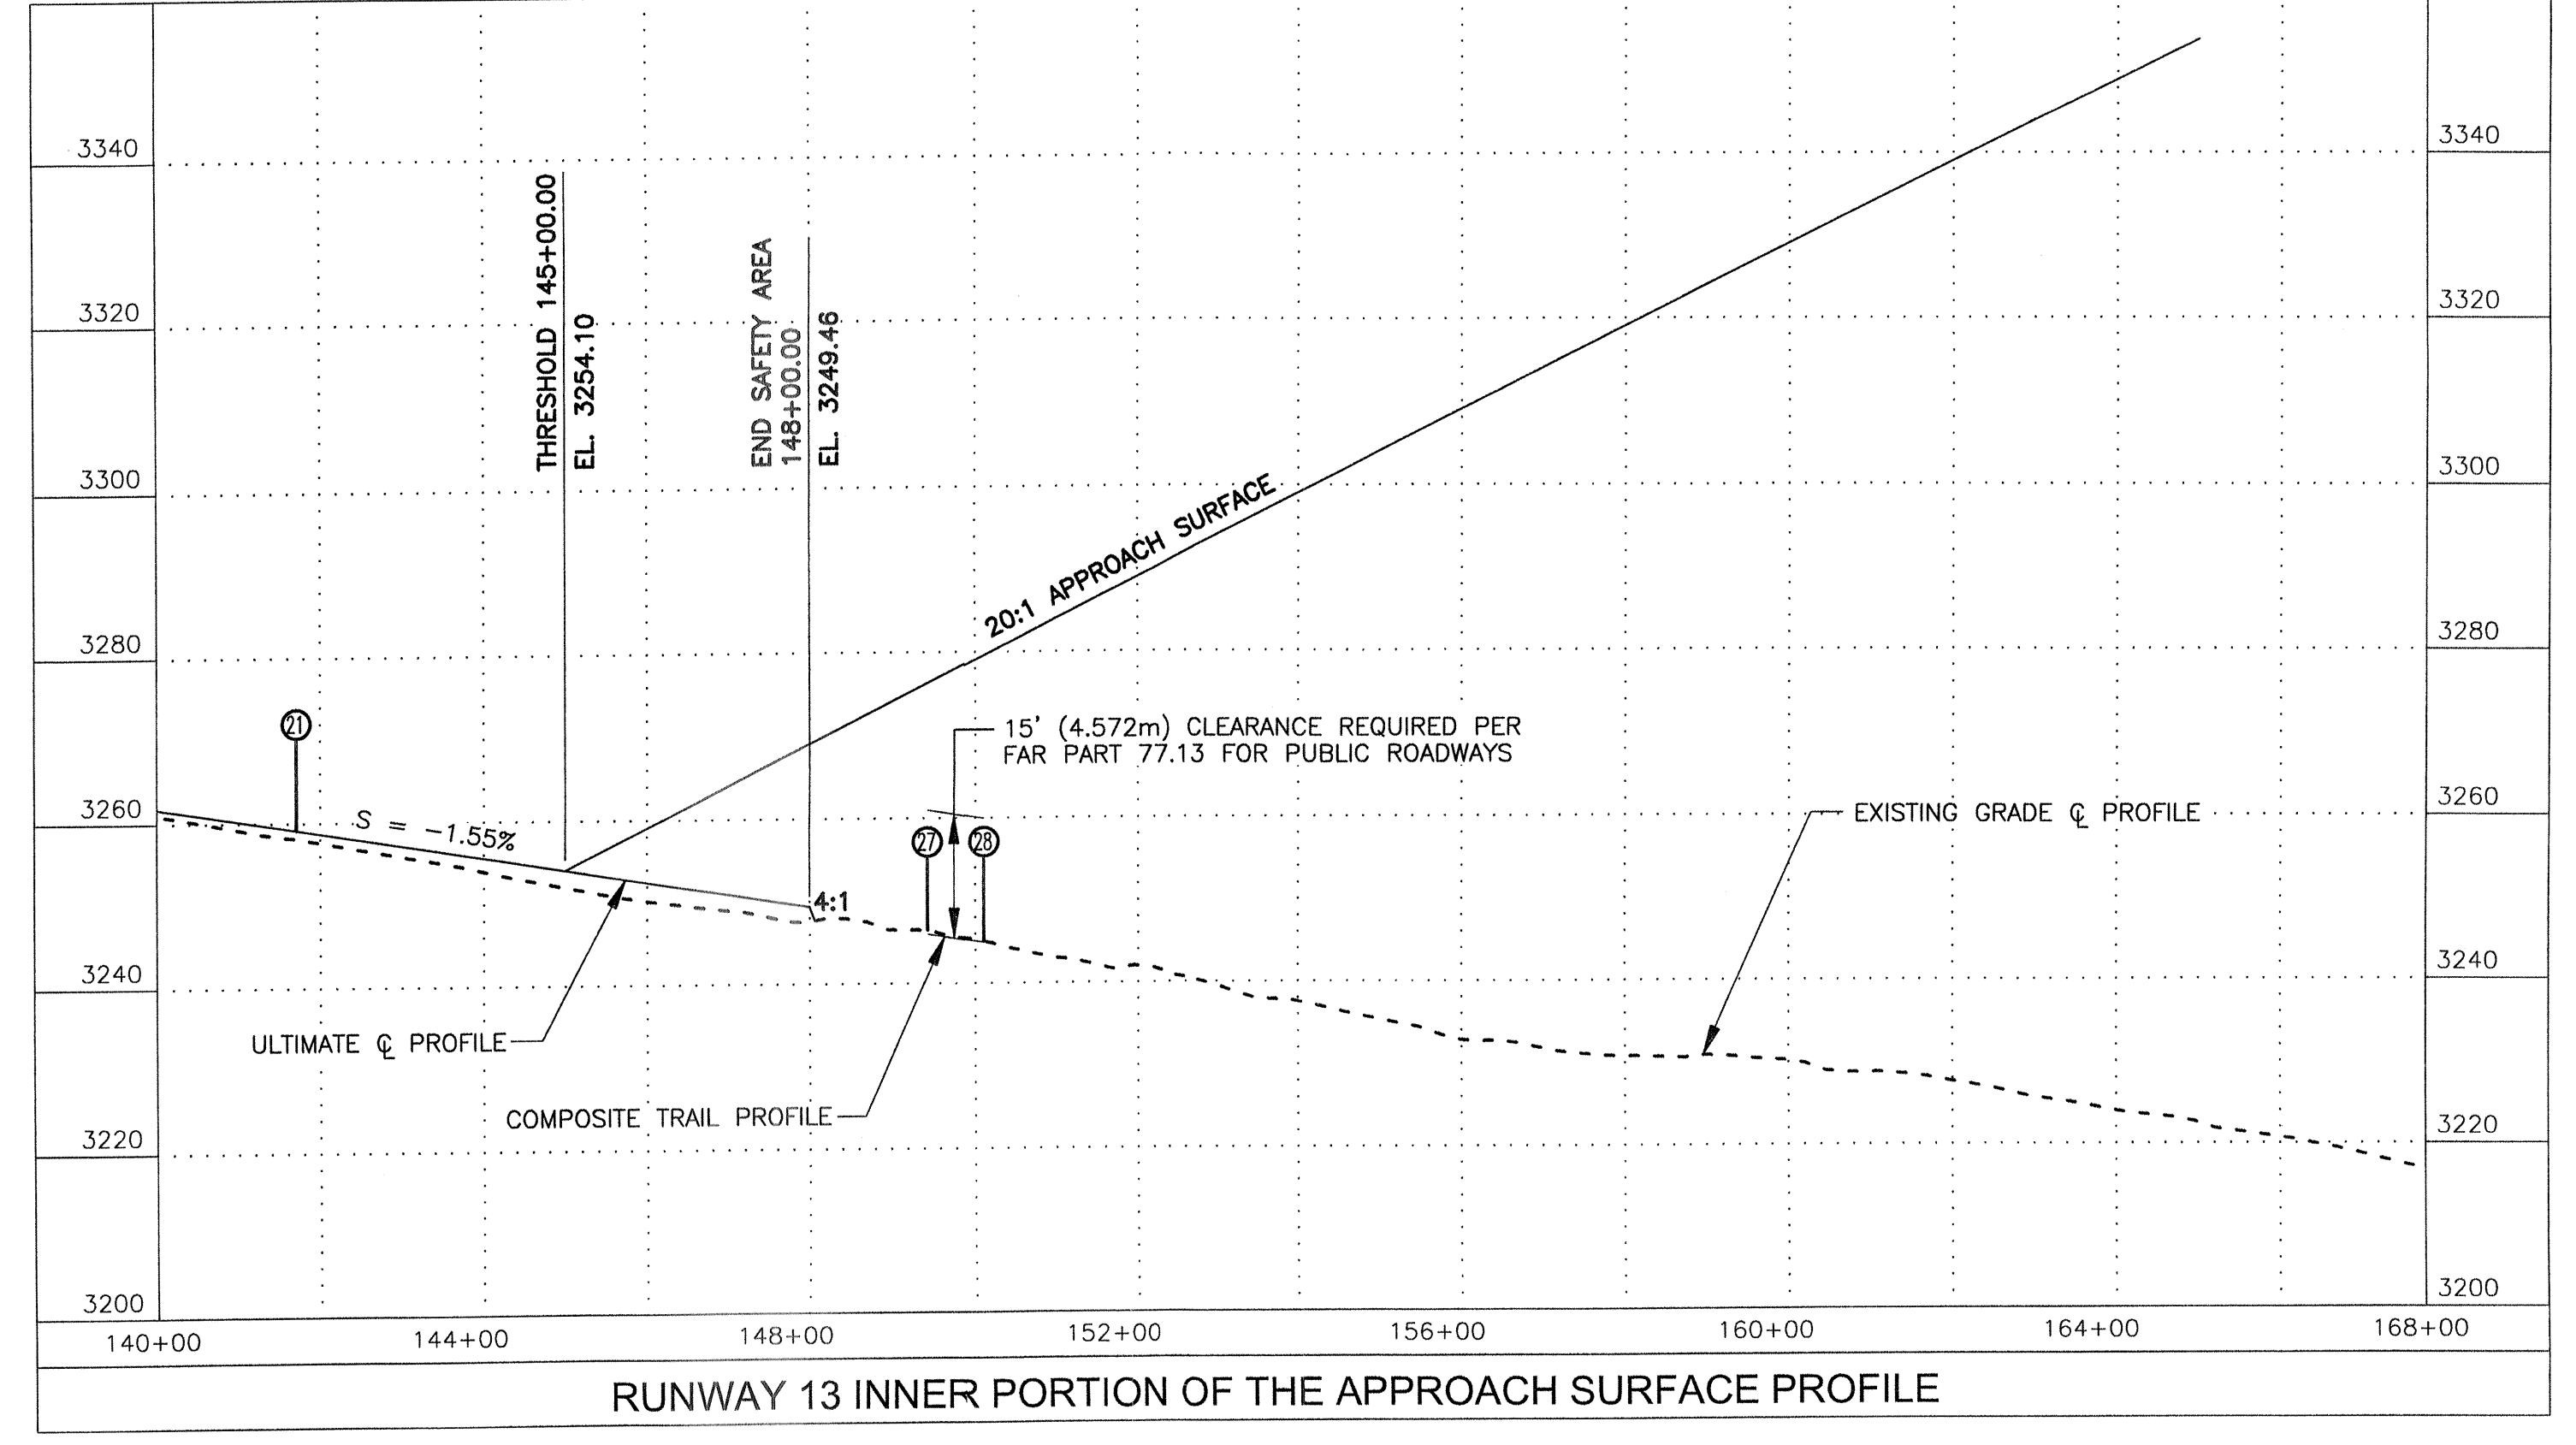 3340
3340
THRESHOLD 145+00.00
EL. 3254.10
END SAFETY AREA
148+00.00
EL. 3249.46
3320
3320
3300
3300
20:1 APPROACH SURFACE
3280
3280
21
15' (4.572m) CLEARANCE REQUIRED PER
FAR PART 77.13 FOR PUBLIC ROADWAYS
3260
3260
S = -1.55%
27
28
EXISTING GRADE ℄ PROFILE
4:1
3240
3240
ULTIMATE ℄ PROFILE
COMPOSITE TRAIL PROFILE
3220
3220
3200
3200
140+00
144+00
148+00
152+00
156+00
160+00
164+00
168+00
RUNWAY 13 INNER PORTION OF THE APPROACH SURFACE PROFILE